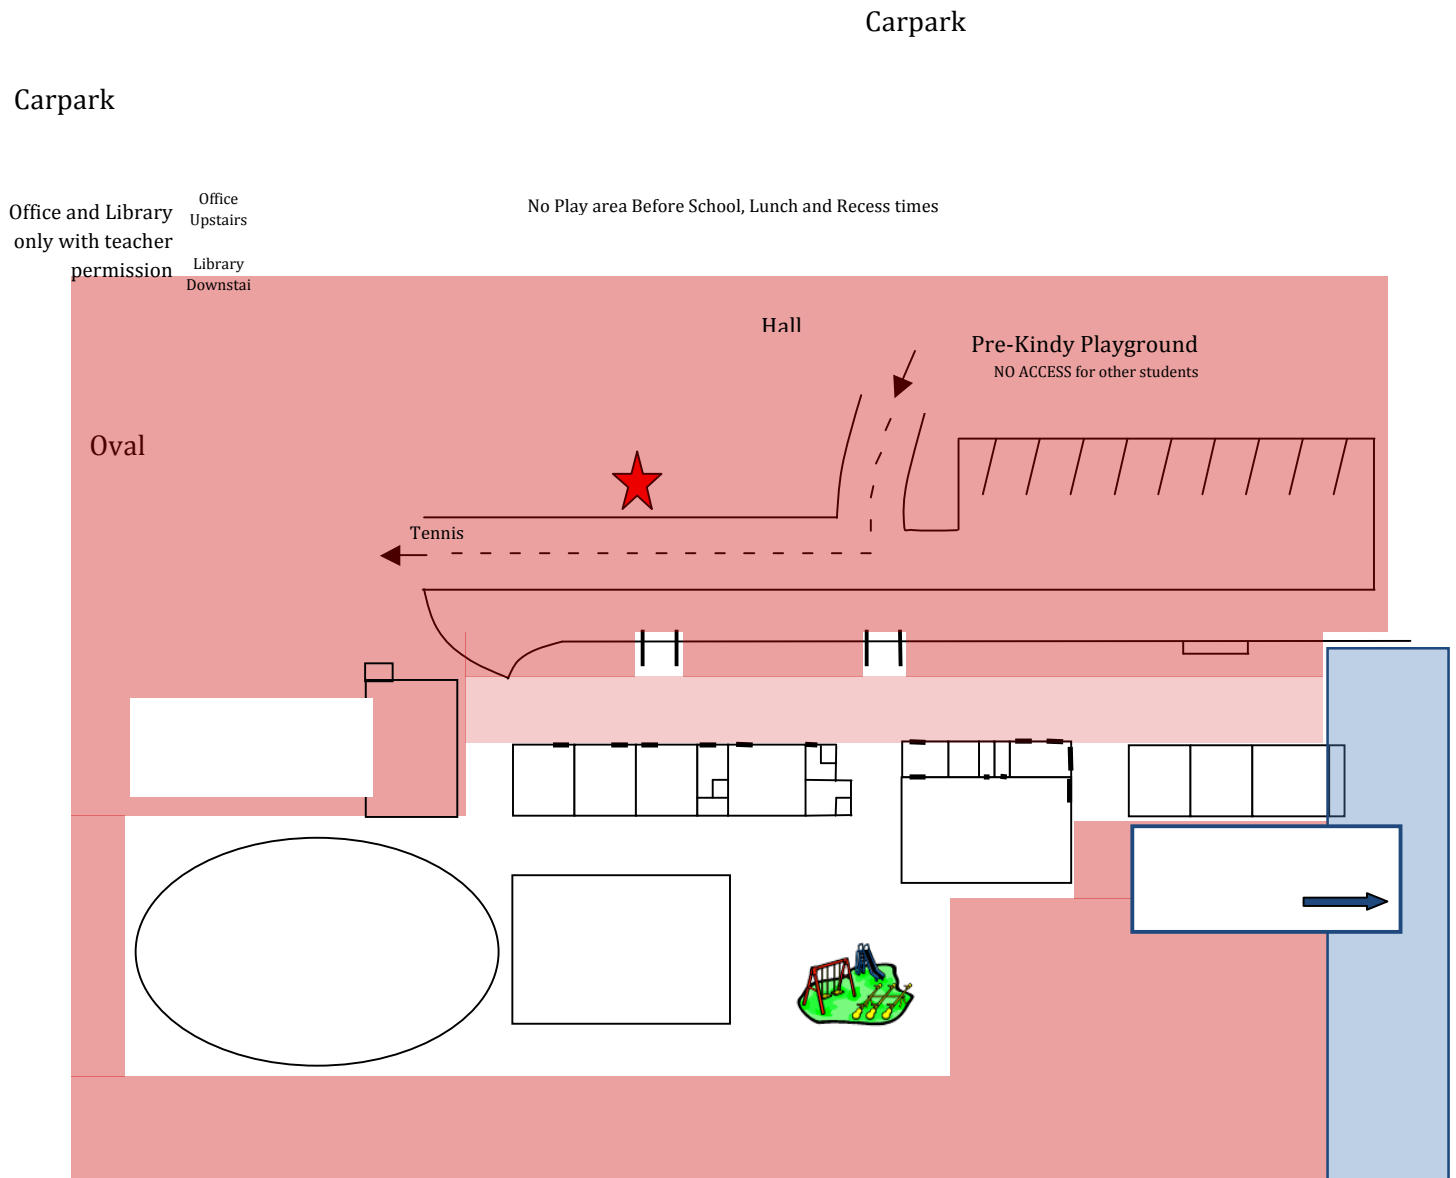 Carpark
Carpark
Office and Library
only with teacher
permission
Office
Upstairs
Library
Downstai
No Play area Before School, Lunch and Recess times
Hall
Pre-Kindy Playground
NO ACCESS for other students
Oval
Tennis